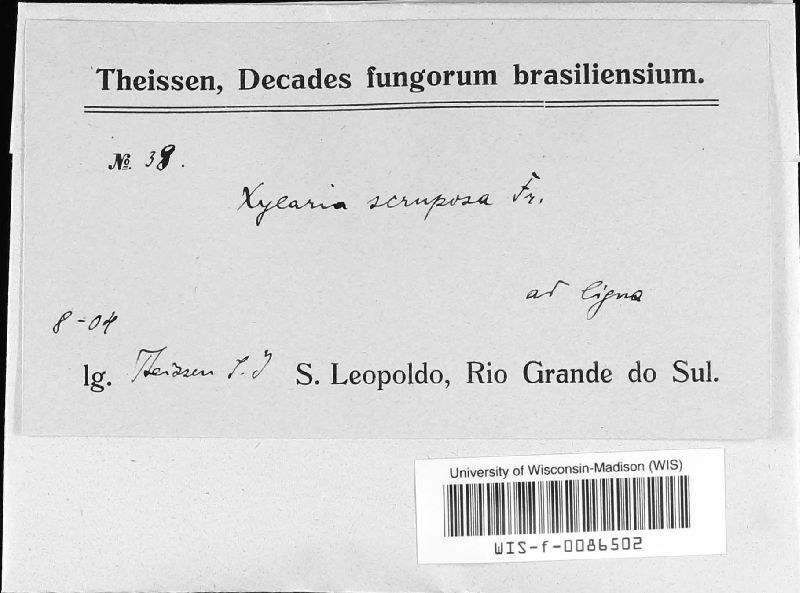 Theissen, Decades fungorum brasiliensium.
№. 38.
Xylaria scruposa Fr.
ad ligna
8-04
lg. Theissen S. J S. Leopoldo, Rio Grande do Sul.
University of Wisconsin-Madison (WIS)
WIS-f-0086502